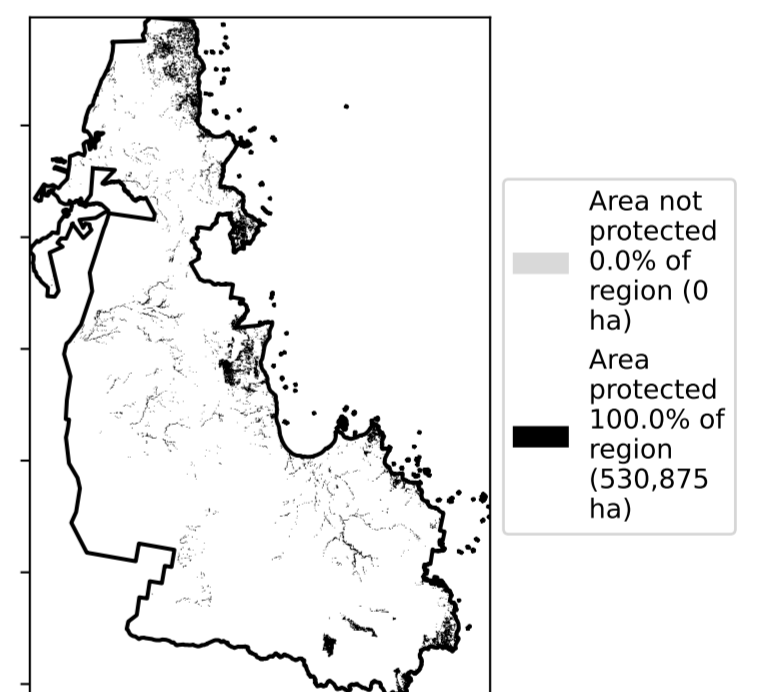 Area not
protected
0.0% of
region (0
ha)
Area
protected
100.0% of
region
(530,875
ha)